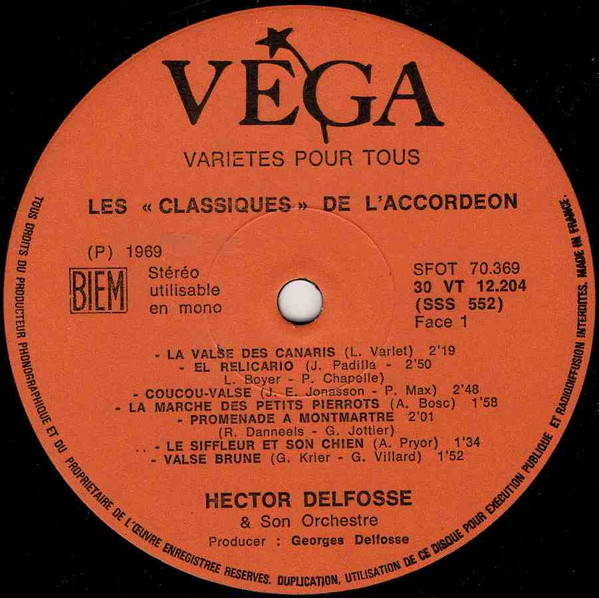 VEGA
VARIETES POUR TOUS
LES « CLASSIQUES » DE L'ACCORDEON
(P) 1969
BIEM
Stéréo
utilisable
en mono
SFOT 70.369
30 VT 12.204
(SSS 552)
Face 1
- LA VALSE DES CANARIS (L. Varlet) 2'19
- EL RELICARIO (J. Padilla - 2'50
L. Boyer - P. Chapelle)
- COUCOU-VALSE (J. E. Jonasson - P. Max) 2'48
- LA MARCHE DES PETITS PIERROTS (A. Bosc) 1'58
- PROMENADE A MONTMARTRE 2'01
(R. Danneels - G. Jottier)
- LE SIFFLEUR ET SON CHIEN (A. Pryor) 1'34
- VALSE BRUNE (G. Krier - G. Villard) 1'52
HECTOR DELFOSSE
& Son Orchestre
Producer : Georges Delfosse
TOUS DROITS DU PRODUCTEUR PHONOGRAPHIQUE ET DU PROPRIETAIRE DE L'ŒUVRE ENREGISTREE RESERVES. DUPLICATION, UTILISATION DE CE DISQUE POUR EXECUTION PUBLIQUE ET RADIODIFFUSION INTERDITES. MADE IN FRANCE.